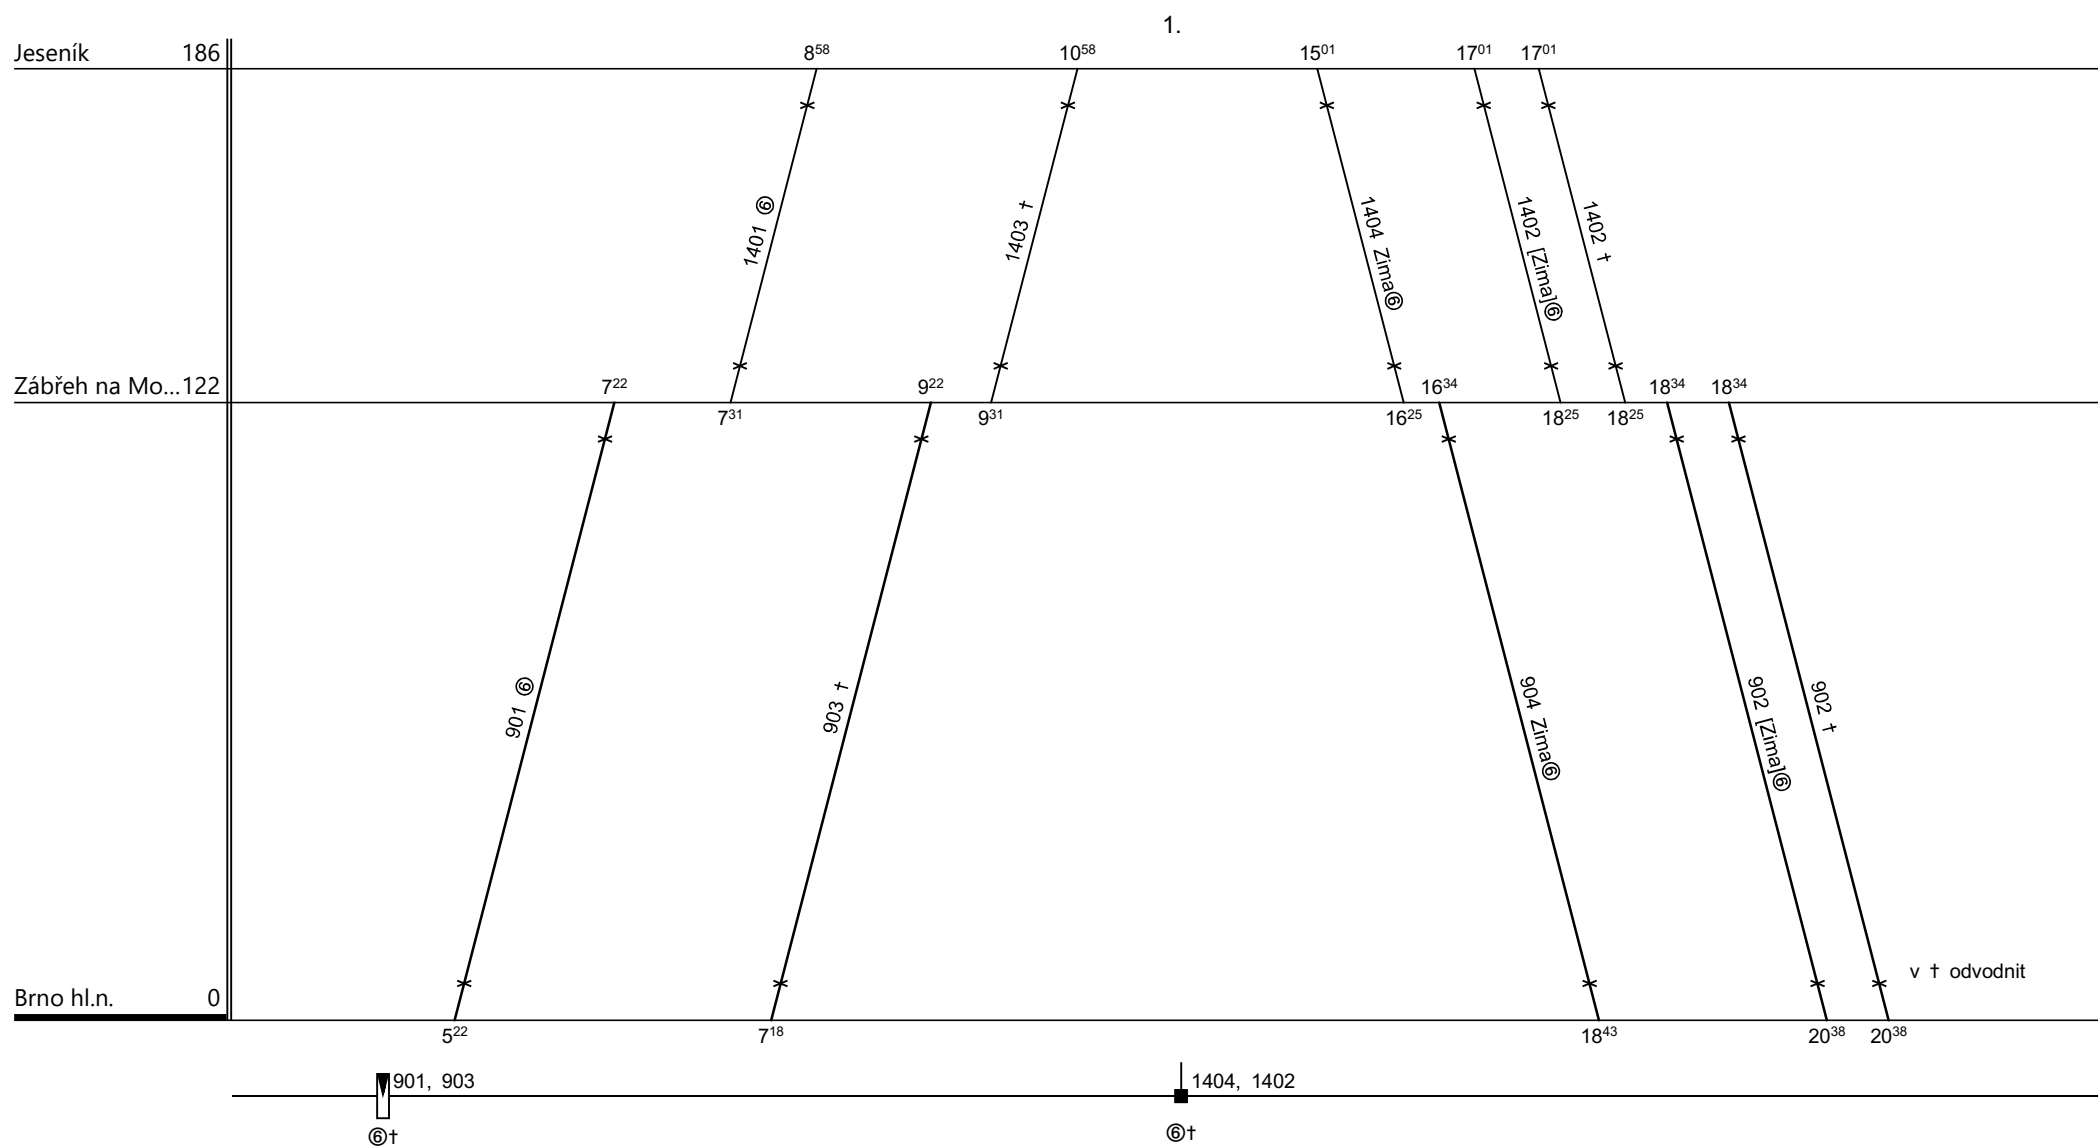 1.
Jeseník 186 8⁵⁸ 10⁵⁸ 15⁰¹ 17⁰¹ 17⁰¹
1401 ⑥
1403 †
1404 Zima⑥
1402 [Zima]⑥
1402 †
Zábřeh na Mo...122 7²² 9²² 16³⁴ 18³⁴ 18³⁴
7³¹ 9³¹ 16²⁵ 18²⁵ 18²⁵
901 ⑥
903 †
904 Zima⑥
902 [Zima]⑥
902 †
v † odvodnit
Brno hl.n. 0
5²² 7¹⁸ 18⁴³ 20³⁸ 20³⁸
901, 903 1404, 1402
⑥† ⑥†